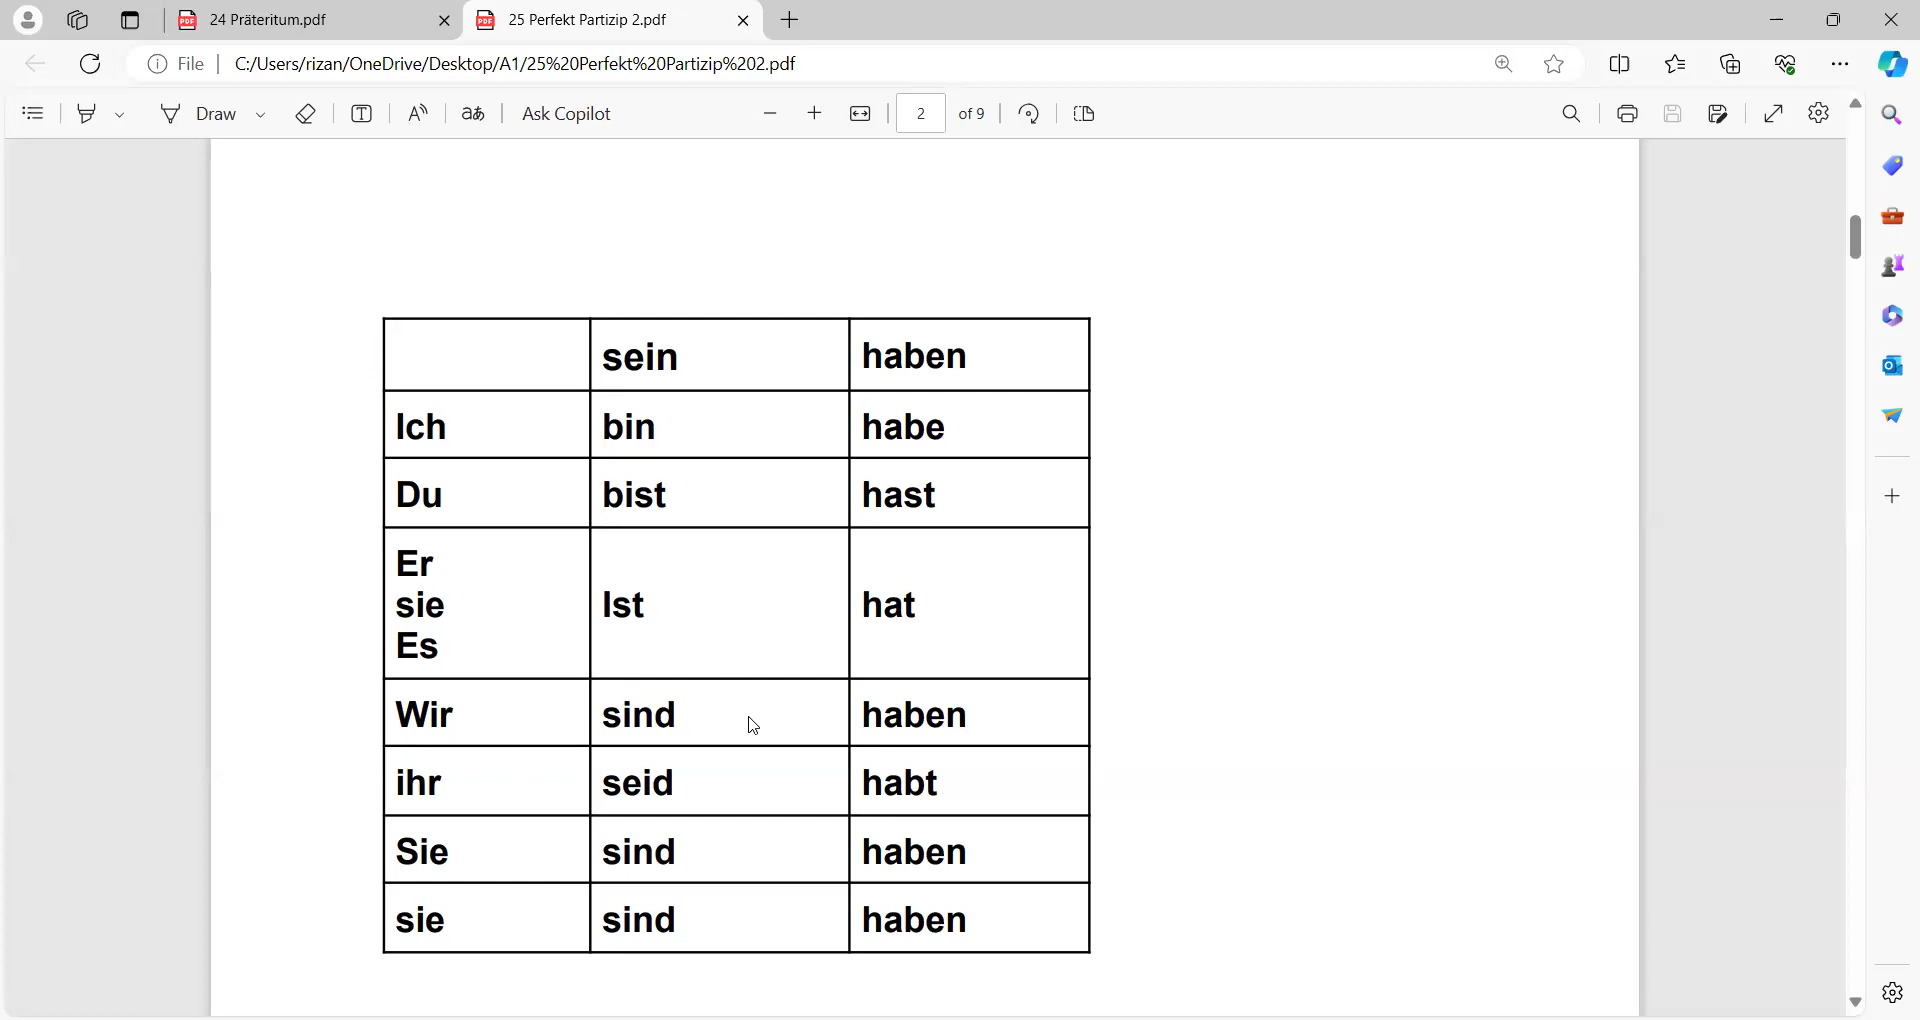 24 Präteritum.pdf
25 Perfekt Partizip 2.pdf
File C:/Users/rizan/OneDrive/Desktop/A1/25%20Perfekt%20Partizip%202.pdf
Draw aあ Ask Copilot 2 of 9
sein haben
Ich bin habe
Du bist hast
Er
sie Ist hat
Es
Wir sind haben
ihr seid habt
Sie sind haben
sie sind haben